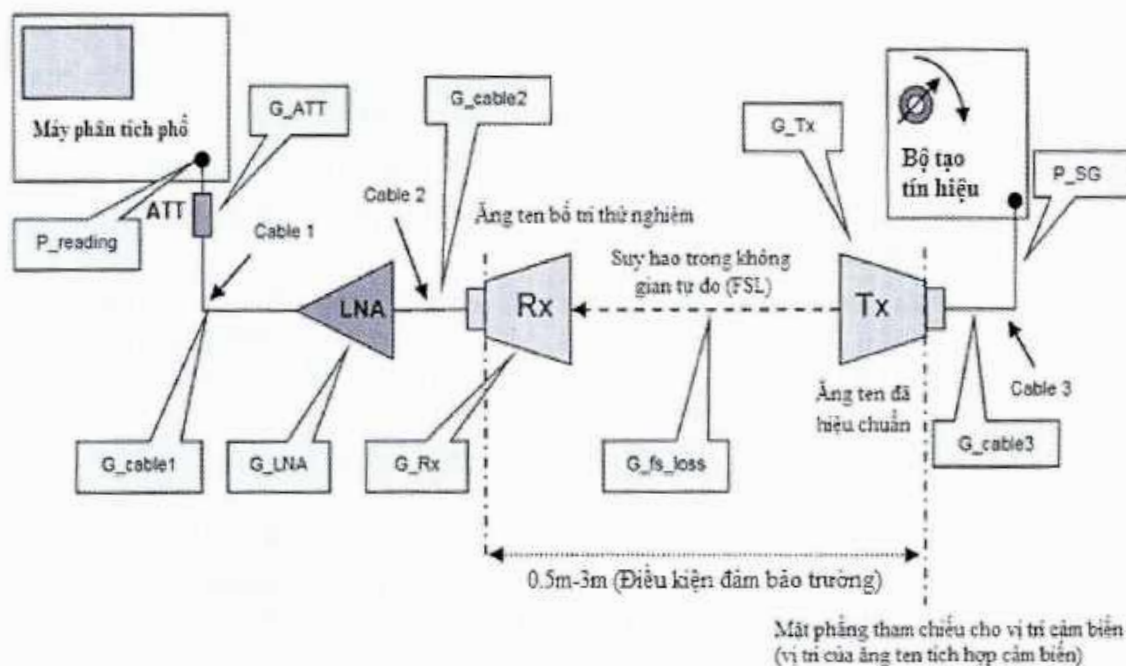 Máy phân tích phổ
G_ATT
G_cable2
G_Tx
Bộ tạo
tín hiệu
P_SG
ATT
P_reading
Cable 1
Cable 2
Ăng ten bố trí thử nghiệm
Suy hao trong không
gian tự do (FSL)
LNA
Rx
Tx
Ăng ten đã
hiệu chuẩn
Cable 3
G_cable1
G_LNA
G_Rx
G_fs_loss
G_cable3
0.5m-3m (Điều kiện đảm bảo trường)
Mặt phẳng tham chiếu cho vị trí cảm biến
(vị trí của ăng ten tích hợp cảm biến)